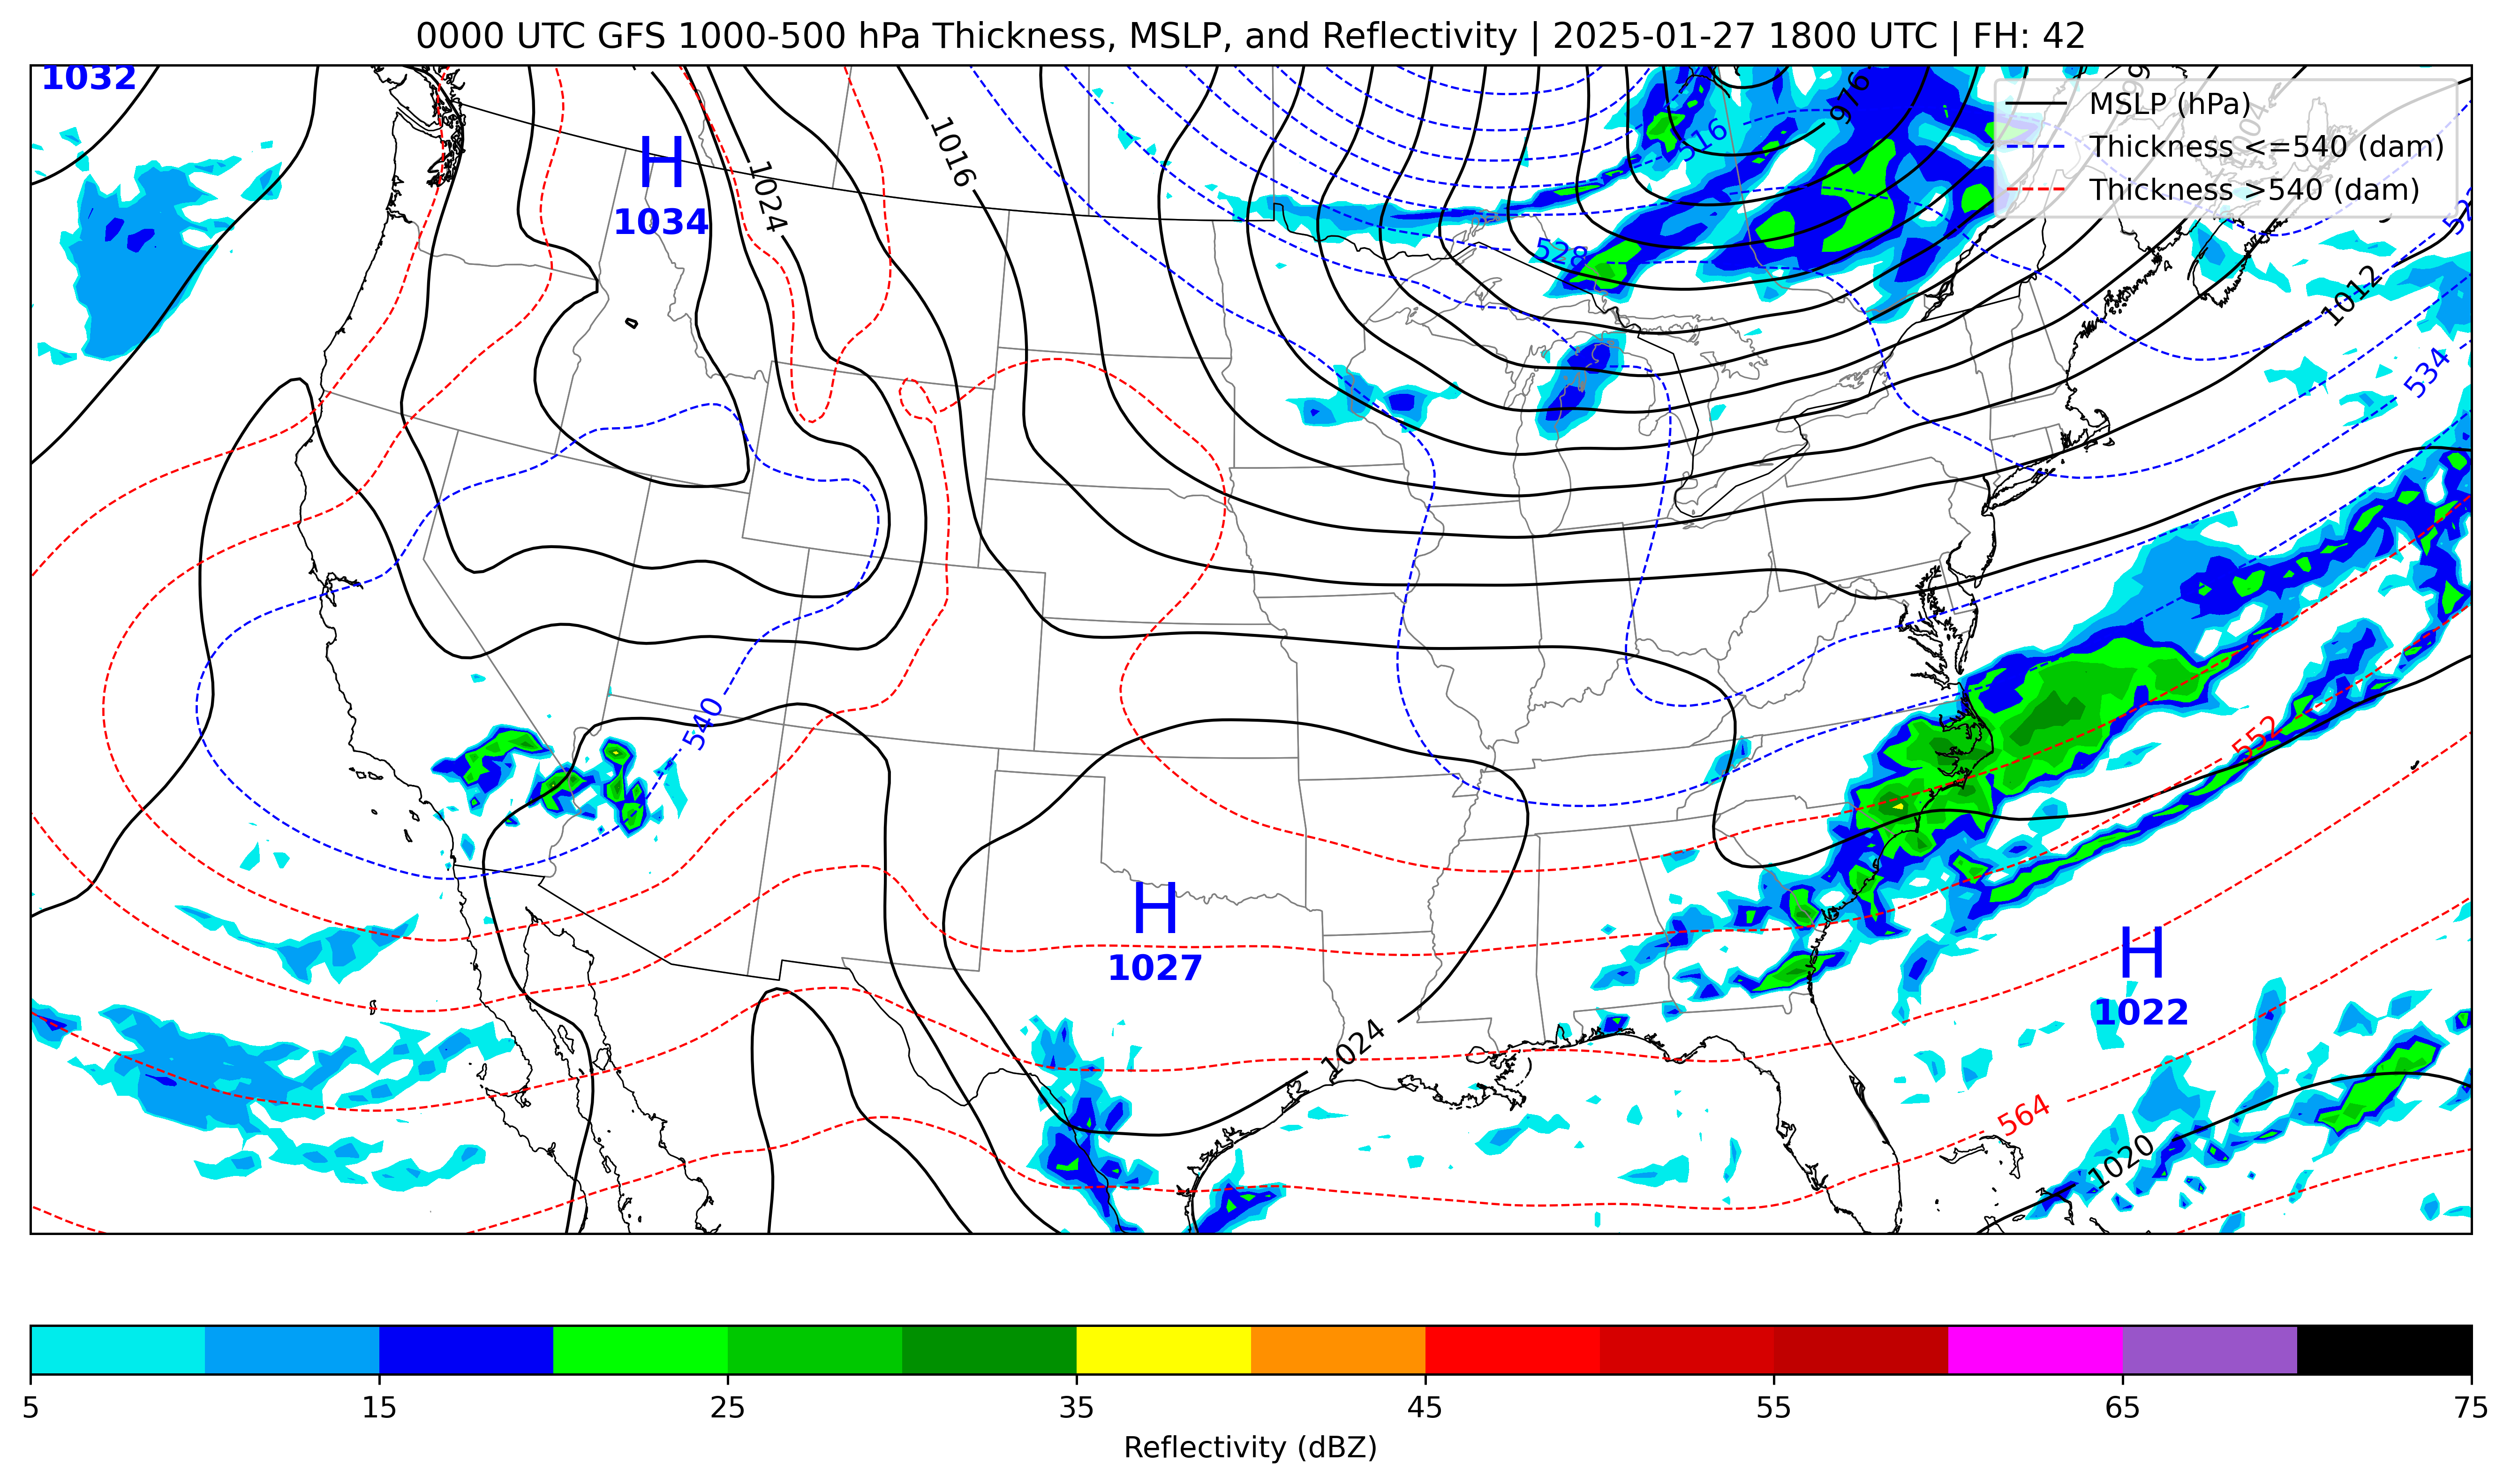 0000 UTC GFS 1000-500 hPa Thickness, MSLP, and Reflectivity | 2025-01-27 1800 UTC | FH: 42
1032
976
MSLP (hPa)
Thickness <=540 (dam)
Thickness >540 (dam)
516
1016
H
1034
1024
528
1012
534
540
552
H
1027
H
1022
1024
564
1020
5 15 25 35 45 55 65 75
Reflectivity (dBZ)